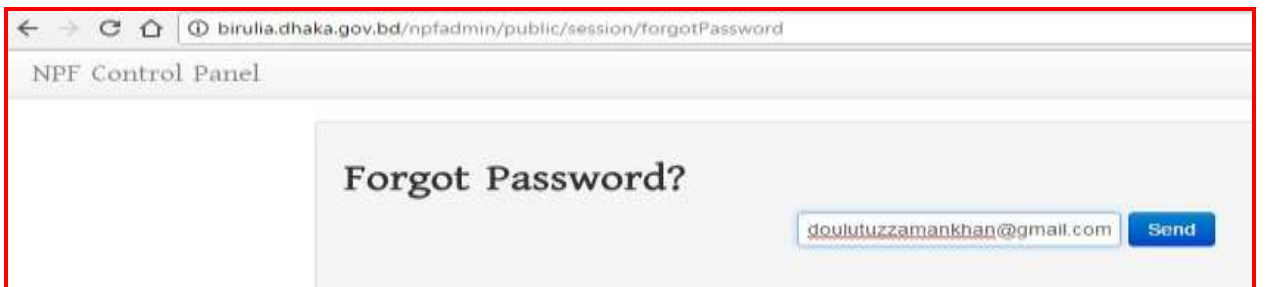 birulia.dhaka.gov.bd/npfadmin/public/session/forgotPassword
NPF Control Panel
Forgot Password?
doulutuzzamankhan@gmail.com Send